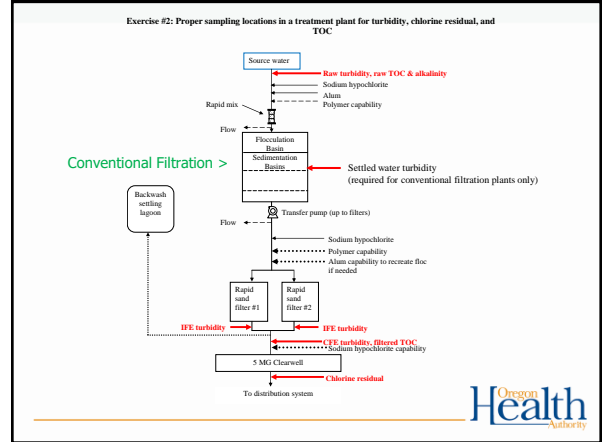 Exercise #2: Proper sampling locations in a treatment plant for turbidity, chlorine residual, and
TOC
Source water
Raw turbidity, raw TOC & alkalinity
Sodium hypochlorite
Alum
Polymer capability
Rapid mix
Flow
Flocculation
Basin
Sedimentation
Basins
Conventional Filtration >
Settled water turbidity
(required for conventional filtration plants only)
Backwash
settling
lagoon
Transfer pump (up to filters)
Flow
Sodium hypochlorite
Polymer capability
Alum capability to recreate floc
if needed
Rapid
sand
filter #1
Rapid
sand
filter #2
IFE turbidity
IFE turbidity
CFE turbidity, filtered TOC
Sodium hypochlorite capability
5 MG Clearwell
Chlorine residual
To distribution system
Oregon
Health
Authority